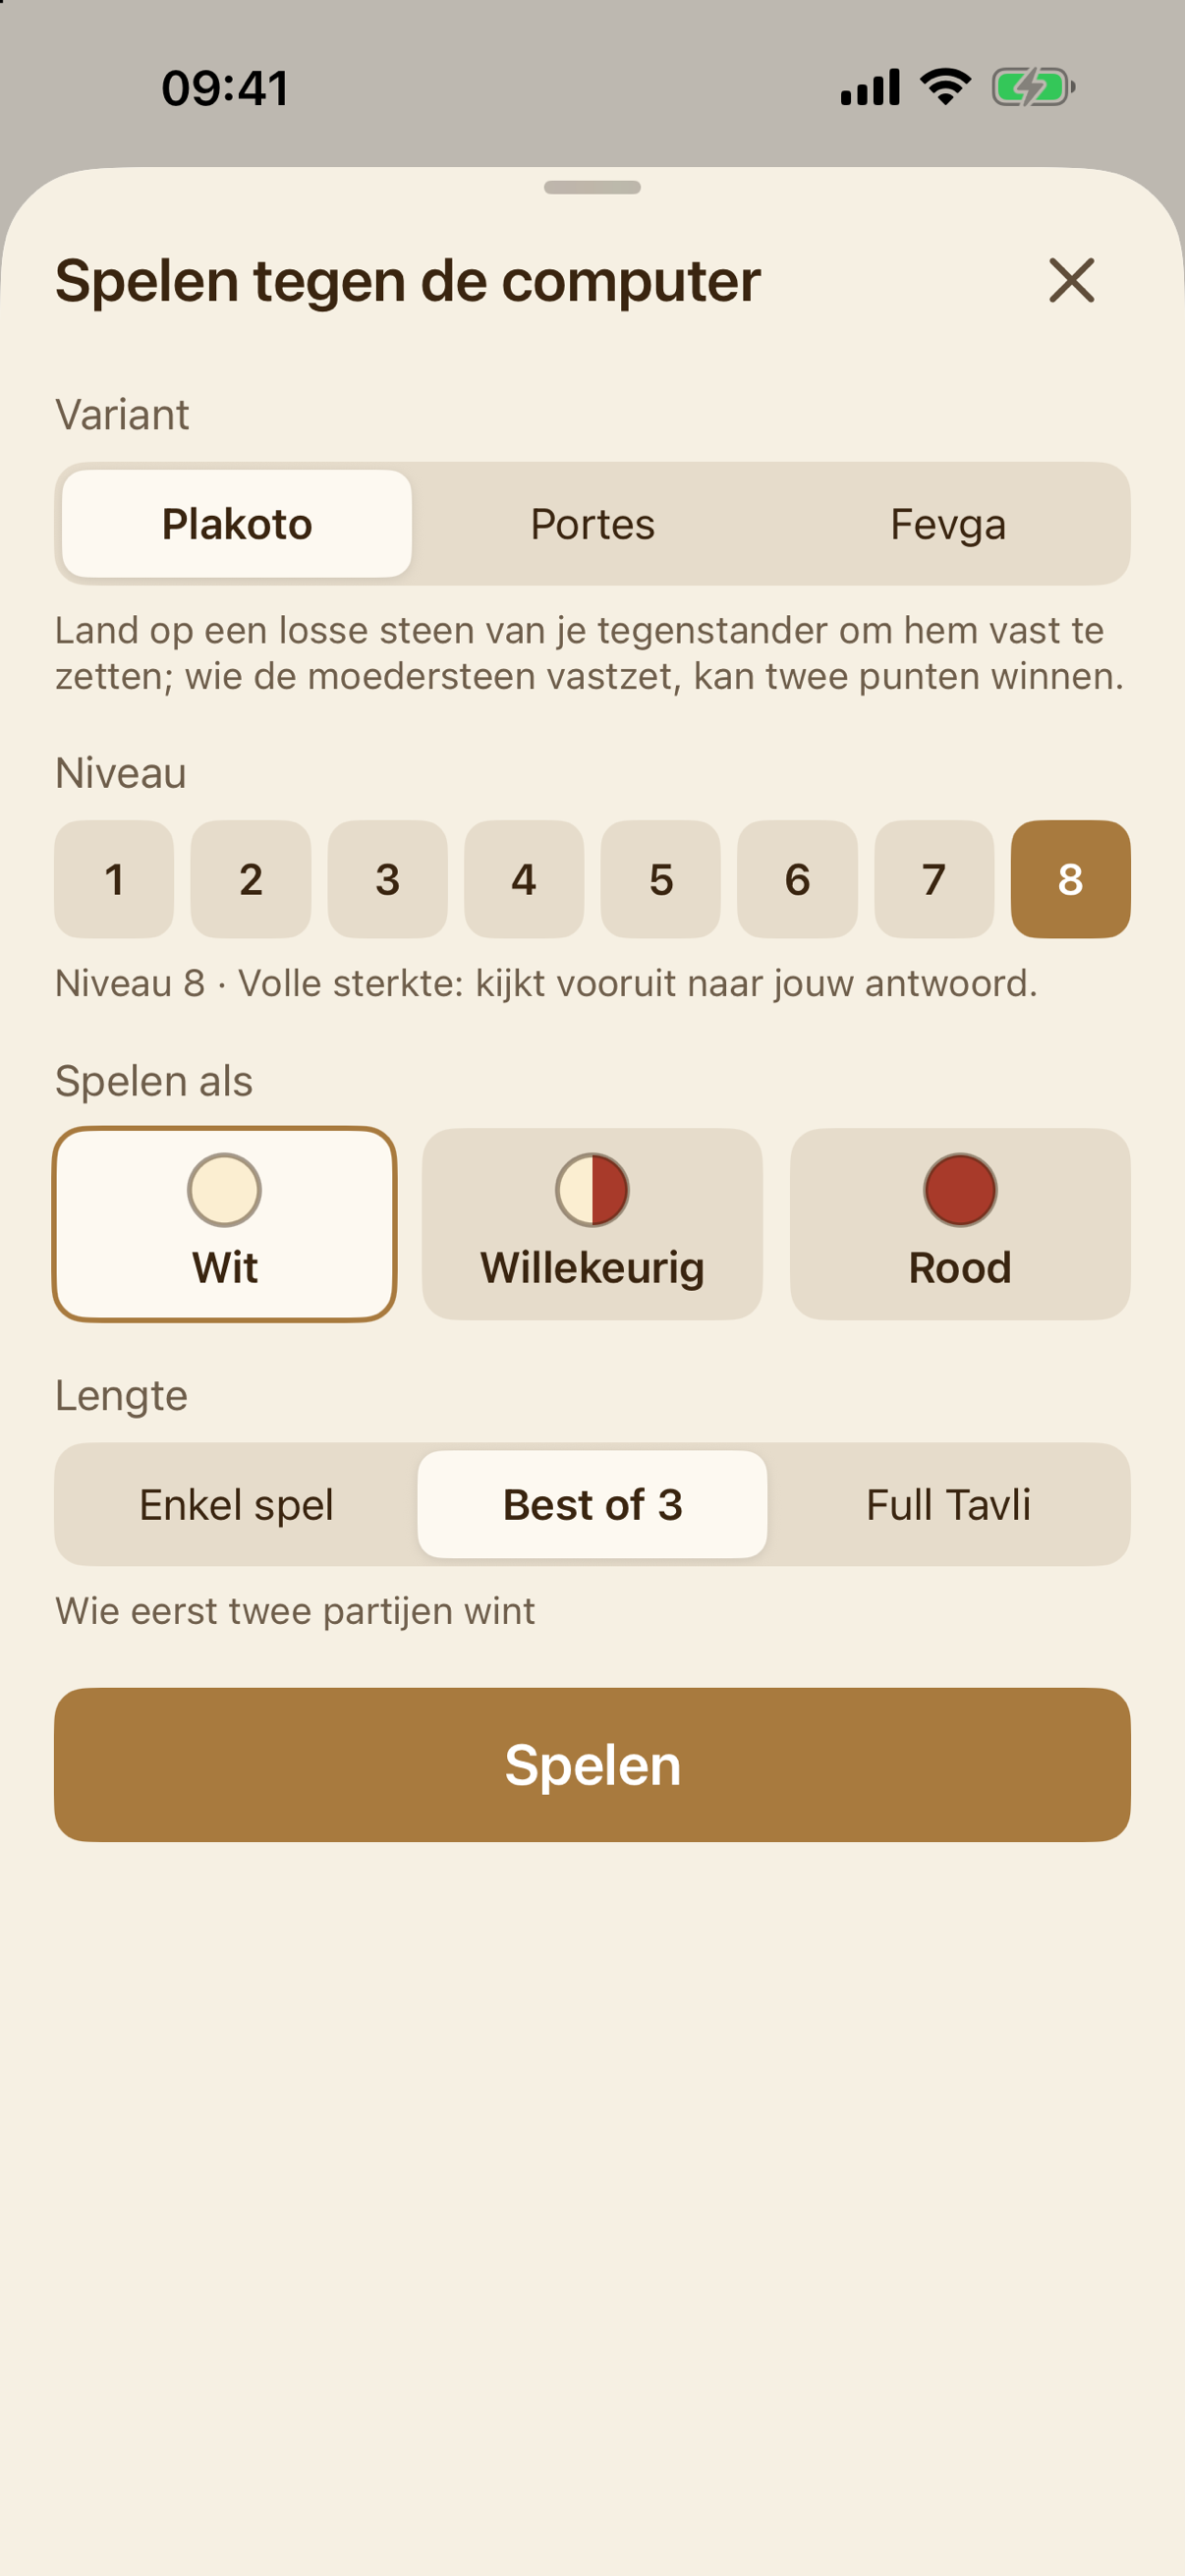 09:41
Spelen tegen de computer
Variant
Plakoto
Portes
Fevga
Land op een losse steen van je tegenstander om hem vast te
zetten; wie de moedersteen vastzet, kan twee punten winnen.
Niveau
1 2 3 4 5 6 7 8
Niveau 8 · Volle sterkte: kijkt vooruit naar jouw antwoord.
Spelen als
Wit
Willekeurig
Rood
Lengte
Enkel spel
Best of 3
Full Tavli
Wie eerst twee partijen wint
Spelen